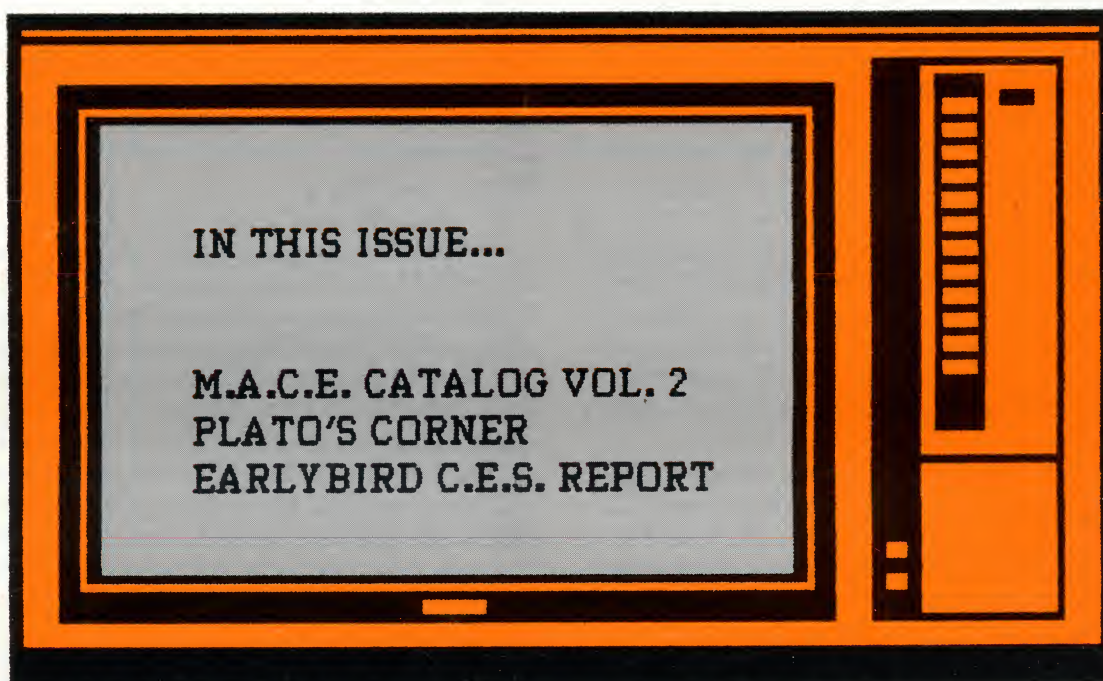 IN THIS ISSUE...
M.A.C.E. CATALOG VOL. 2
PLATO'S CORNER
EARLYBIRD C.E.S. REPORT